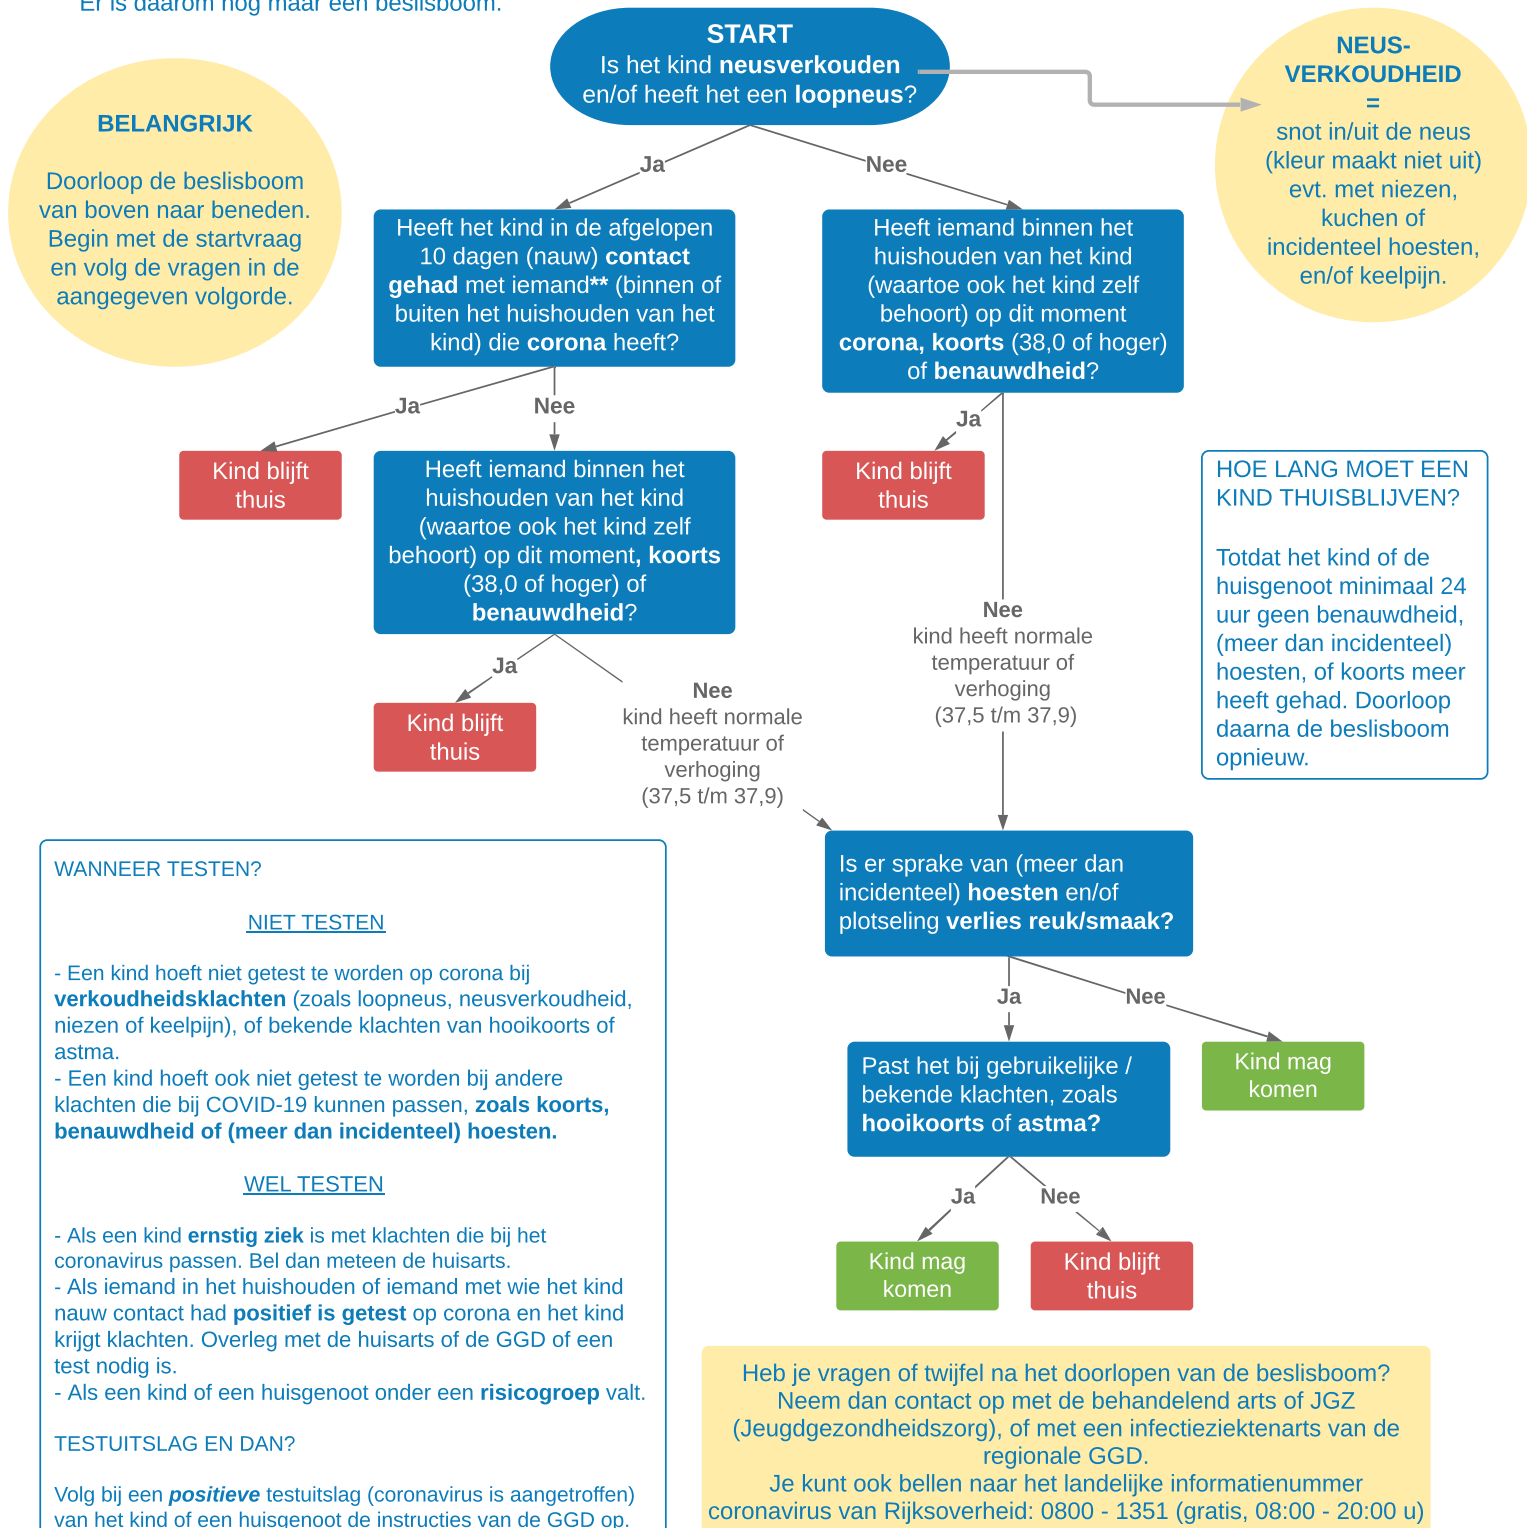 Er is daarom nog maar één beslisboom.
START
Is het kind neusverkouden
en/of heeft het een loopneus?
NEUS-
VERKOUDHEID
=
snot in/uit de neus
(kleur maakt niet uit)
evt. met niezen,
kuchen of
incidenteel hoesten,
en/of keelpijn.
BELANGRIJK
Doorloop de beslisboom
van boven naar beneden.
Begin met de startvraag
en volg de vragen in de
aangegeven volgorde.
Ja
Nee
Heeft het kind in de afgelopen
10 dagen (nauw) contact
gehad met iemand** (binnen of
buiten het huishouden van het
kind) die corona heeft?
Heeft iemand binnen het
huishouden van het kind
(waartoe ook het kind zelf
behoort) op dit moment
corona, koorts (38,0 of hoger)
of benauwdheid?
Ja
Nee
Ja
Kind blijft
thuis
Heeft iemand binnen het
huishouden van het kind
(waartoe ook het kind zelf
behoort) op dit moment, koorts
(38,0 of hoger) of
benauwdheid?
Kind blijft
thuis
HOE LANG MOET EEN
KIND THUISBLIJVEN?
Totdat het kind of de
huisgenoot minimaal 24
uur geen benauwdheid,
(meer dan incidenteel)
hoesten, of koorts meer
heeft gehad. Doorloop
daarna de beslisboom
opnieuw.
Nee
kind heeft normale
temperatuur of
verhoging
(37,5 t/m 37,9)
Ja
Kind blijft
thuis
Nee
kind heeft normale
temperatuur of
verhoging
(37,5 t/m 37,9)
Is er sprake van (meer dan
incidenteel) hoesten en/of
plotseling verlies reuk/smaak?
Ja
Nee
Past het bij gebruikelijke /
bekende klachten, zoals
hooikoorts of astma?
Kind mag
komen
Ja
Nee
Kind mag
komen
Kind blijft
thuis
WANNEER TESTEN?
NIET TESTEN
- Een kind hoeft niet getest te worden op corona bij
verkoudheidsklachten (zoals loopneus, neusverkoudheid,
niezen of keelpijn), of bekende klachten van hooikoorts of
astma.
- Een kind hoeft ook niet getest te worden bij andere
klachten die bij COVID-19 kunnen passen, zoals koorts,
benauwdheid of (meer dan incidenteel) hoesten.
WEL TESTEN
- Als een kind ernstig ziek is met klachten die bij het
coronavirus passen. Bel dan meteen de huisarts.
- Als iemand in het huishouden of iemand met wie het kind
nauw contact had positief is getest op corona en het kind
krijgt klachten. Overleg met de huisarts of de GGD of een
test nodig is.
- Als een kind of een huisgenoot onder een risicogroep valt.
TESTUITSLAG EN DAN?
Volg bij een positieve testuitslag (coronavirus is aangetroffen)
van het kind of een huisgenoot de instructies van de GGD op.
Heb je vragen of twijfel na het doorlopen van de beslisboom?
Neem dan contact op met de behandelend arts of JGZ
(Jeugdgezondheidszorg), of met een infectieziektenarts van de
regionale GGD.
Je kunt ook bellen naar het landelijke informatienummer
coronavirus van Rijksoverheid: 0800 - 1351 (gratis, 08:00 - 20:00 u)